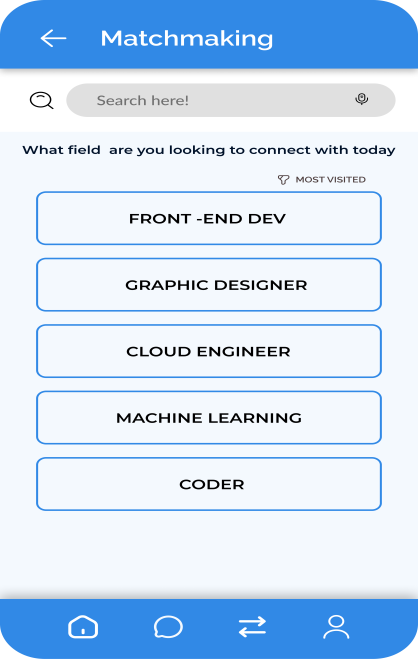 Matchmaking
Search here!
What field are you looking to connect with today
MOST VISITED
FRONT -END DEV
GRAPHIC DESIGNER
CLOUD ENGINEER
MACHINE LEARNING
CODER